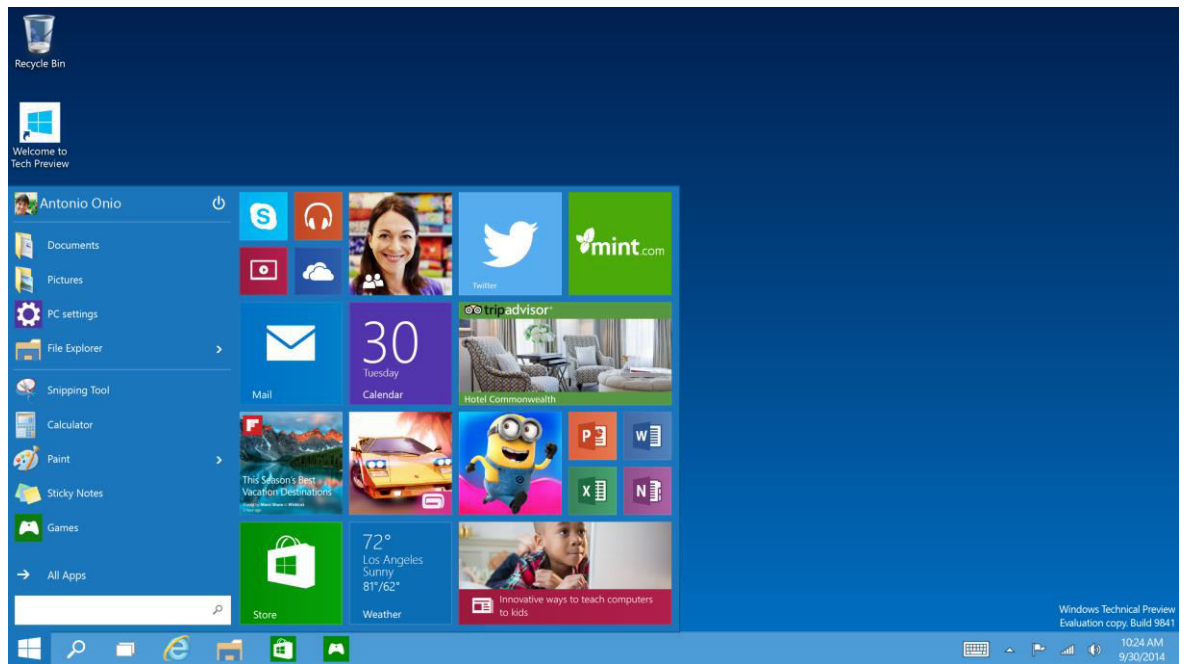 Recycle Bin
Welcome to
Tech Preview
Antonio Onio
Documents
Pictures
PC settings
File Explorer
Snipping Tool
Calculator
Paint
Sticky Notes
Games
All Apps
S
Twitter
mint.com
Mail
30
Tuesday
Calendar
tripadvisor
Hotel Commonwealth
This Season's Best
Vacation Destinations
P
W
X
N
Store
72°
Los Angeles
Sunny
81°/62°
Weather
Innovative ways to teach computers
to kids
Windows Technical Preview
Evaluation copy. Build 9841
10:24 AM
9/30/2014